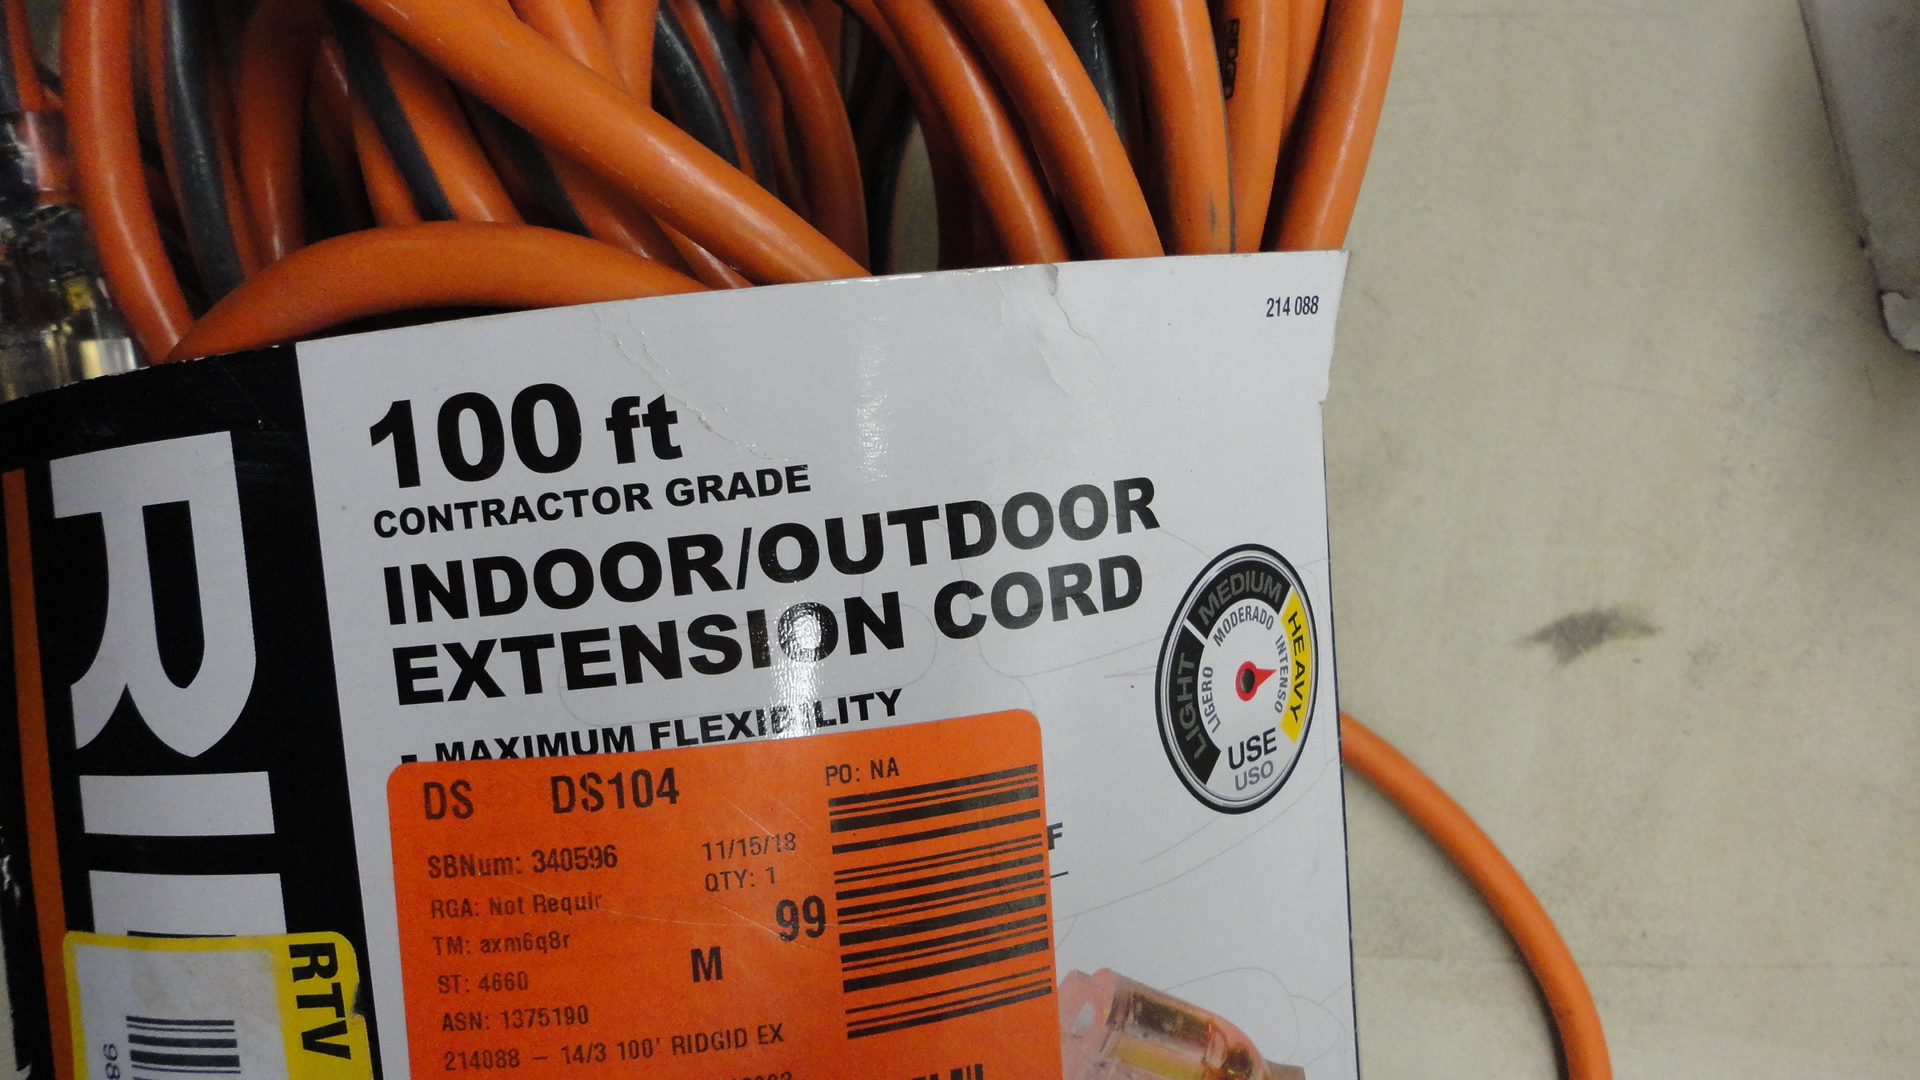 RIDGID
214 088
100 ft
CONTRACTOR GRADE
INDOOR/OUTDOOR
EXTENSION CORD
MAXIMUM FLEXIBILITY
LIGHT
MEDIUM
HEAVY
LIGERO
MODERADO
INTENSO
USE
USO
DS DS104
PO: NA
SBNum: 340596
11/15/18
QTY: 1
RGA: Not Requir
99
TM: axm6q8r
M
ST: 4660
ASN: 1375190
214088 – 14/3 100' RIDGID EX
RTV
F